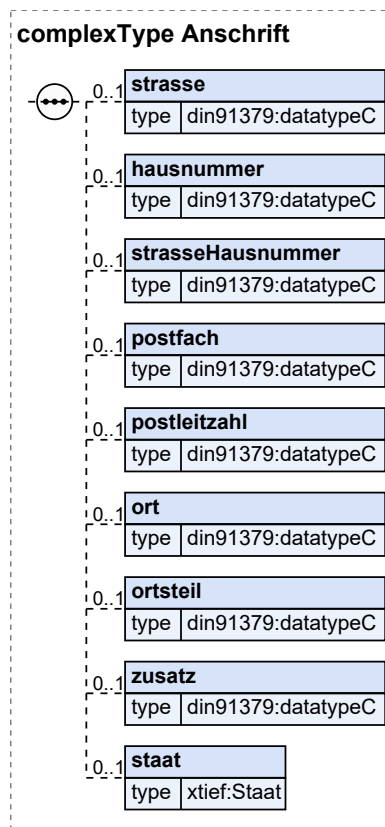 complexType Anschrift
0..1 strasse
type din91379:datatypeC
0..1 hausnummer
type din91379:datatypeC
0..1 strasseHausnummer
type din91379:datatypeC
0..1 postfach
type din91379:datatypeC
0..1 postleitzahl
type din91379:datatypeC
0..1 ort
type din91379:datatypeC
0..1 ortsteil
type din91379:datatypeC
0..1 zusatz
type din91379:datatypeC
0..1 staat
type xtief:Staat